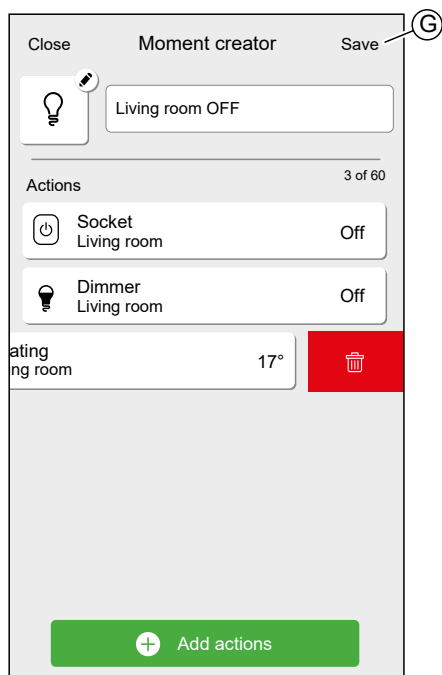 Close Moment creator Save G
Living room OFF
Actions 3 of 60
Socket
Living room
Off
Dimmer
Living room
Off
ating
ng room
17°
Add actions